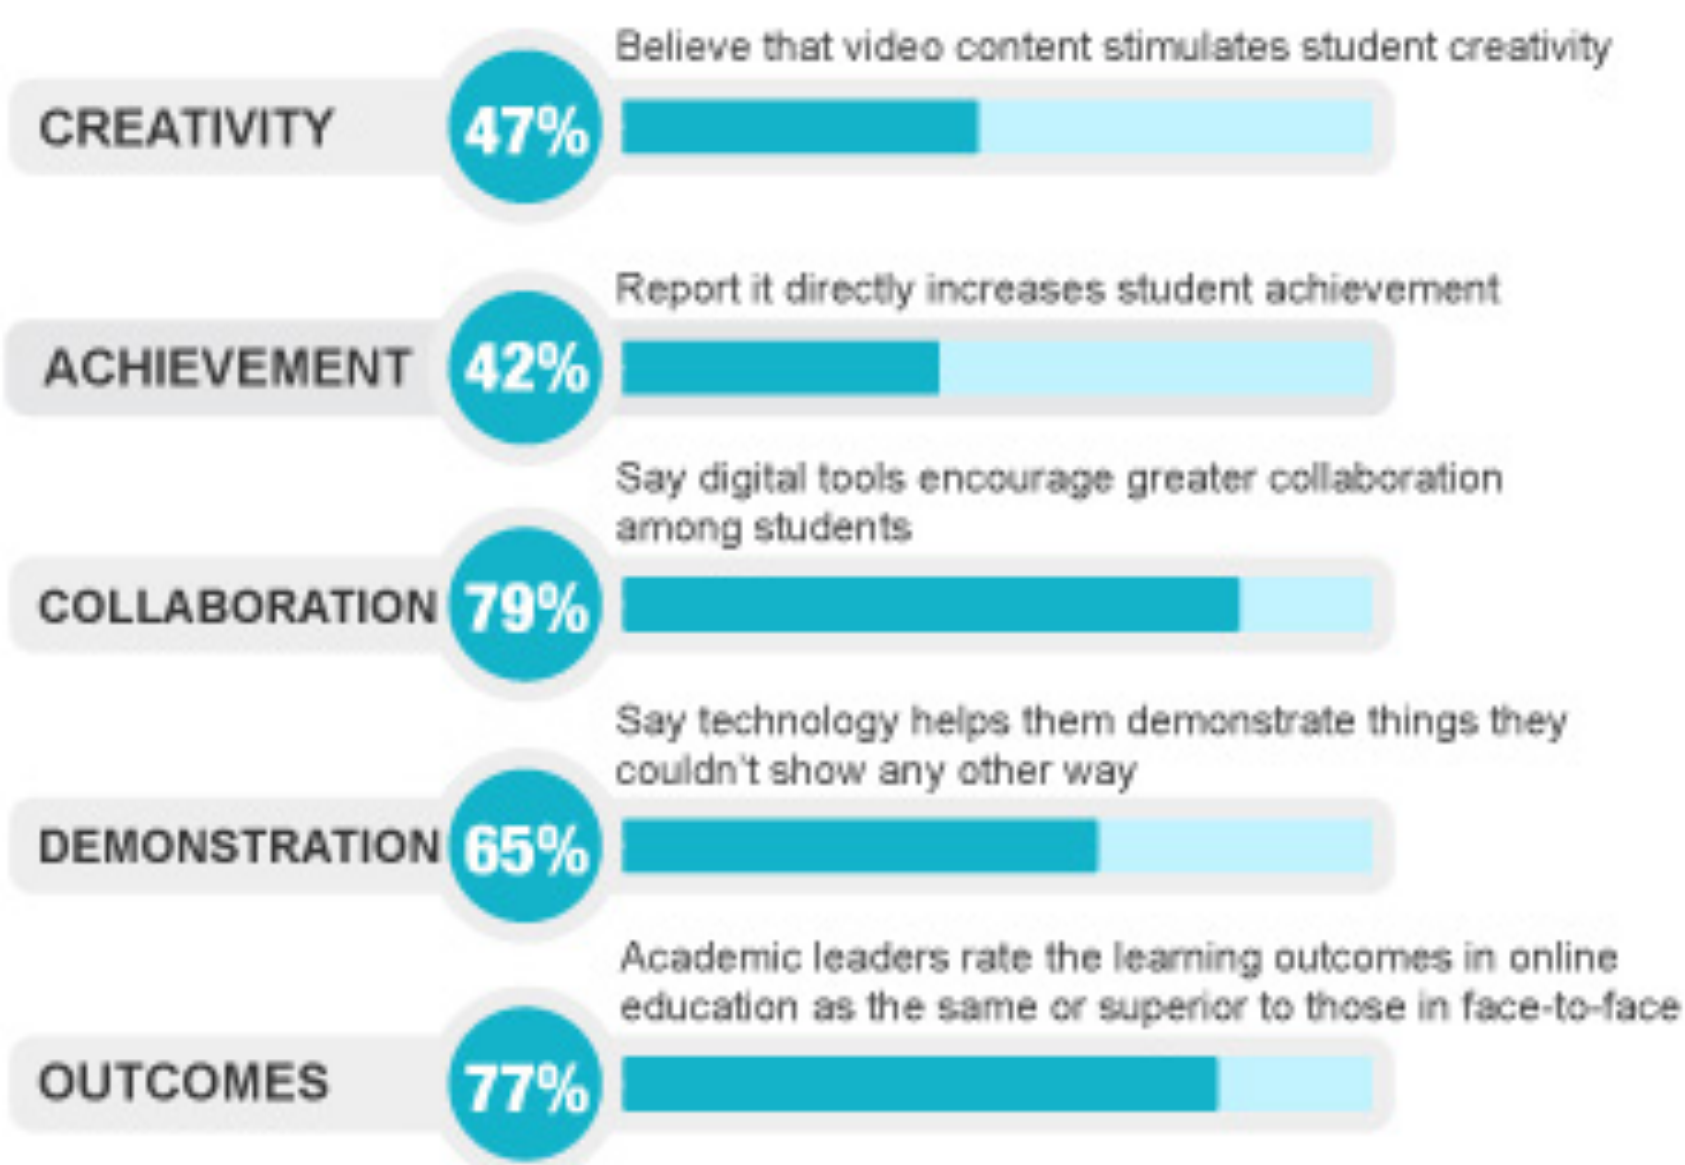 Believe that video content stimulates student creativity
CREATIVITY
47%
Report it directly increases student achievement
ACHIEVEMENT
42%
Say digital tools encourage greater collaboration
among students
COLLABORATION
79%
Say technology helps them demonstrate things they
couldn't show any other way
DEMONSTRATION
65%
Academic leaders rate the learning outcomes in online
education as the same or superior to those in face-to-face
OUTCOMES
77%